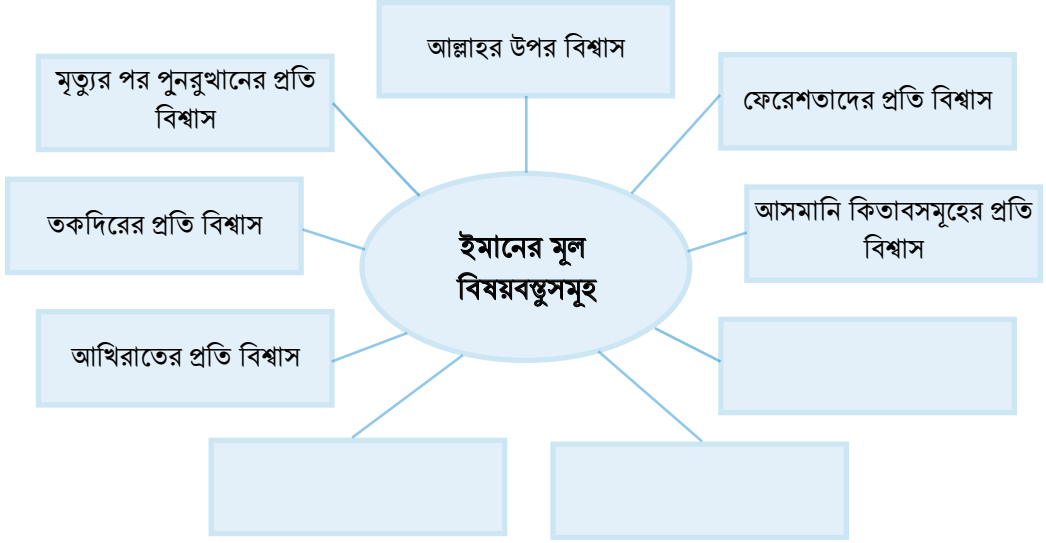 আল্লাহর উপর বিশ্বাস
মৃত্যুর পর পুনরুত্থানের প্রতি
বিশ্বাস
ফেরেশতাদের প্রতি বিশ্বাস
তকদিরের প্রতি বিশ্বাস
আসমানি কিতাবসমূহের প্রতি
বিশ্বাস
ইমানের মূল
বিষয়বস্তুসমূহ
আখিরাতের প্রতি বিশ্বাস